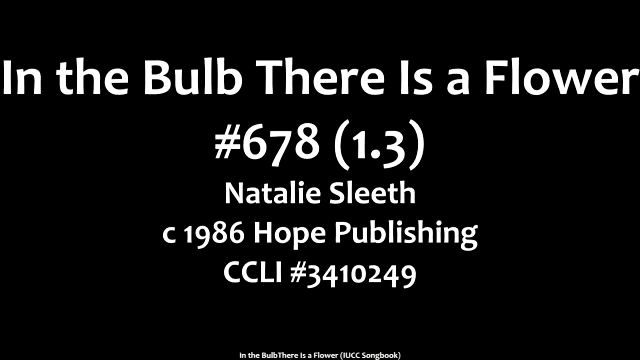 In the Bulb There Is a Flower
#678 (1.3)
Natalie Sleeth
c 1986 Hope Publishing
CCLI #3410249
In the BulbThere Is a Flower (IUCC Songbook)